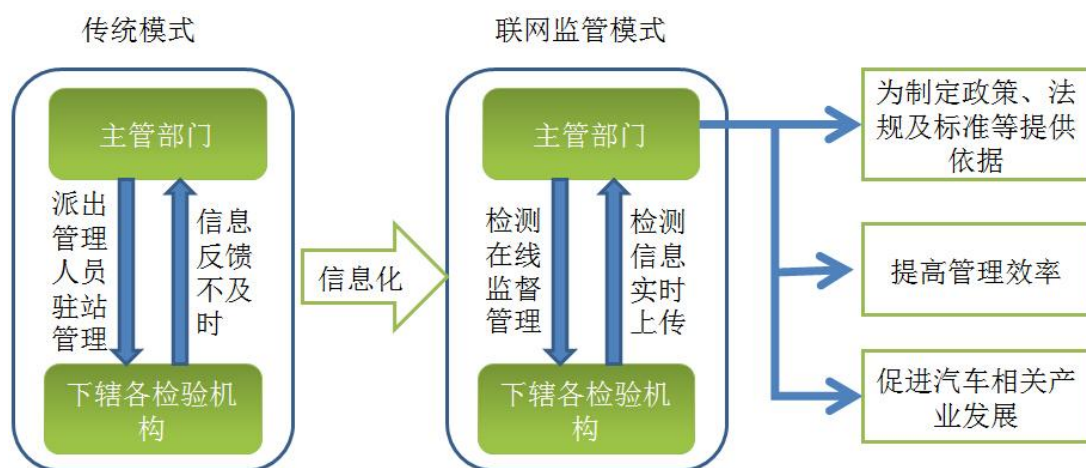 传统模式
主管部门
派出
管理
人员
驻站
管理
信息
反馈
不及
时
下辖各检验机
构
信息化
联网监管模式
主管部门
检测
在线
监督
管理
检测
信息
实时
上传
下辖各检验机
构
为制定政策、法
规及标准等提供
依据
提高管理效率
促进汽车相关产
业发展